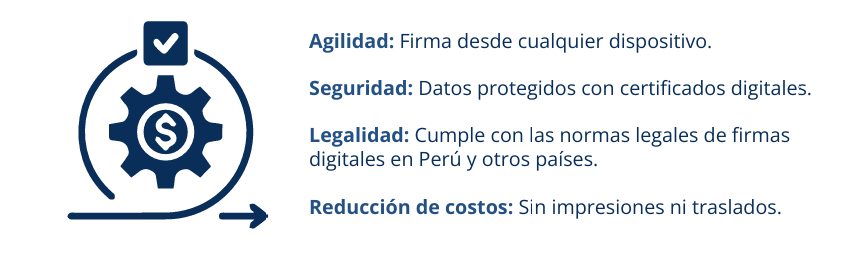 Agilidad: Firma desde cualquier dispositivo.
Seguridad: Datos protegidos con certificados digitales.
Legalidad: Cumple con las normas legales de firmas
digitales en Perú y otros países.
Reducción de costos: Sin impresiones ni traslados.